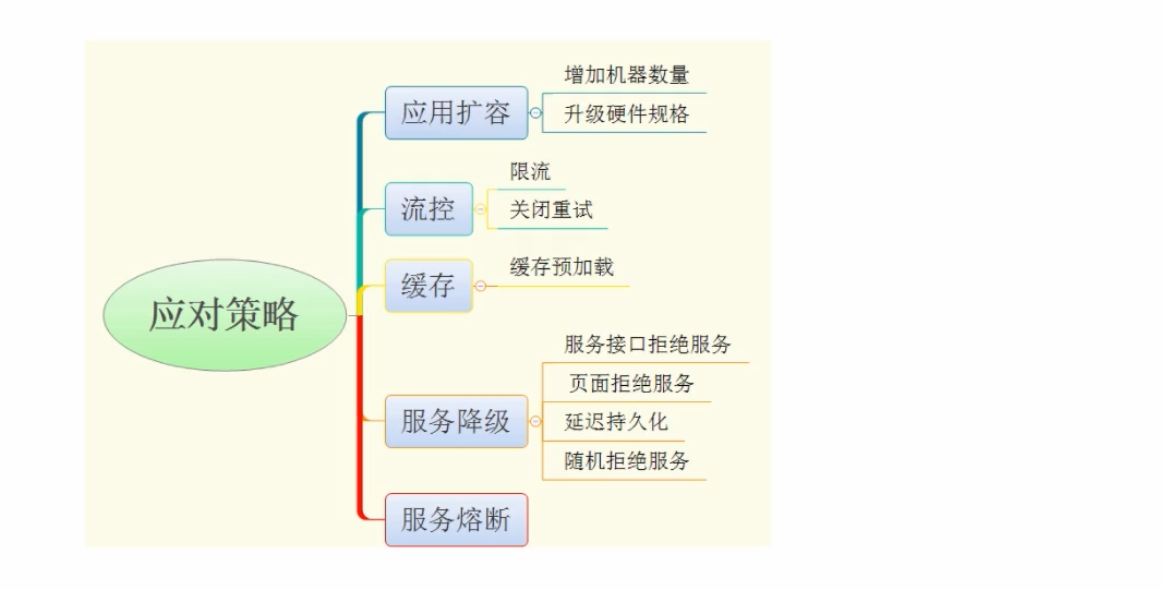 应对策略
应用扩容
增加机器数量
升级硬件规格
流控
限流
关闭重试
缓存
缓存预加载
服务降级
服务接口拒绝服务
页面拒绝服务
延迟持久化
随机拒绝服务
服务熔断